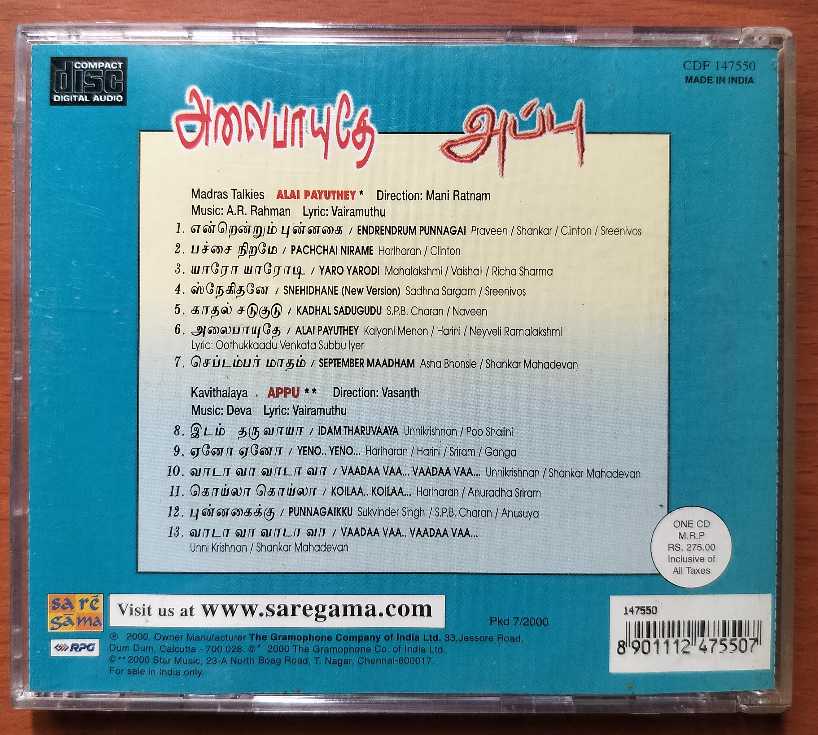 COMPACT
disc
DIGITAL AUDIO
CDF 147550
MADE IN INDIA
அலைபாயுதே
அப்பு
Madras Talkies ALAI PAYUTHEY * Direction: Mani Ratnam
Music: A.R. Rahman Lyric: Vairamuthu
1. என்றென்றும் புன்னகை / ENDRENDRUM PUNNAGAI Praveen / Shankar / Clinton / Sreenivos
2. பச்சை நிறமே / PACHCHAI NIRAME Hariharan / Clinton
3. யாரோ யாரோடி / YARO YARODI Mahalakshmi / Vaishali / Richa Sharma
4. ஸ்நேகிதனே / SNEHIDHANE (New Version) Sadhna Sargam / Sreenivos
5. காதல் சடுகுடு / KADHAL SADUGUDU S.P.B. Charan / Naveen
6. அலைபாயுதே / ALAI PAYUTHEY Kalyani Menon / Harini / Neyveli Ramalakshmi
Lyric: Oothukkaadu Venkata Subbu Iyer
7. செப்டம்பர் மாதம் / SEPTEMBER MAADHAM Asha Bhonsle / Shankar Mahadevan
Kavithalaya . APPU ** Direction: Vasanth
Music: Deva Lyric: Vairamuthu
8. இடம் தருவாயா / IDAM THARUVAAYA Unnikrishnan / Poo Shalini
9. ஏனோ ஏனோ / YENO.. YENO... Hariharan / Harini / Sriram / Ganga
10. வாடா வா வாடா வா / VAADAA VAA... VAADAA VAA... Unnikrishnan / Shankar Mahadevan
11. கொய்லா கொய்லா / KOILAA.. KOILAA... Hariharan / Anuradha Sriram
12. புன்னகைக்கு / PUNNAGAIKKU Sukvinder Singh / S.P.B. Charan / Anusuya
13. வாடா வா வாடா வா / VAADAA VAA.. VAADAA VAA...
Unni Krishnan / Shankar Mahadevan
ONE CD
M.R.P
RS. 275.00
Inclusive of
All Taxes
sa rē
gāma
RPG
Visit us at www.saregama.com
Pkd 7/2000
℗ 2000, Owner Manufacturer The Gramophone Company of India Ltd. 33, Jessore Road,
Dum Dum, Calcutta - 700 028. ©* 2000 The Gramophone Co. of India Ltd.
©** 2000 Star Music, 23-A North Boag Road, T. Nagar, Chennai-600017.
For sale in India only.
147550
8 901112 475507